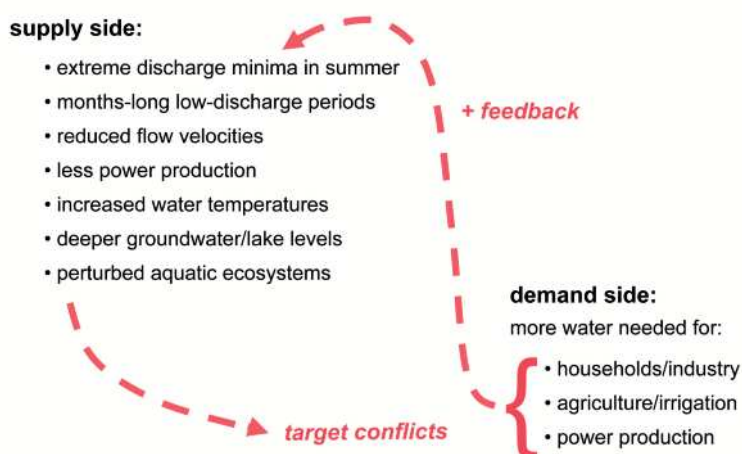 supply side:
• extreme discharge minima in summer
• months-long low-discharge periods
• reduced flow velocities
• less power production
• increased water temperatures
• deeper groundwater/lake levels
• perturbed aquatic ecosystems
+ feedback
demand side:
more water needed for:
• households/industry
• agriculture/irrigation
• power production
target conflicts